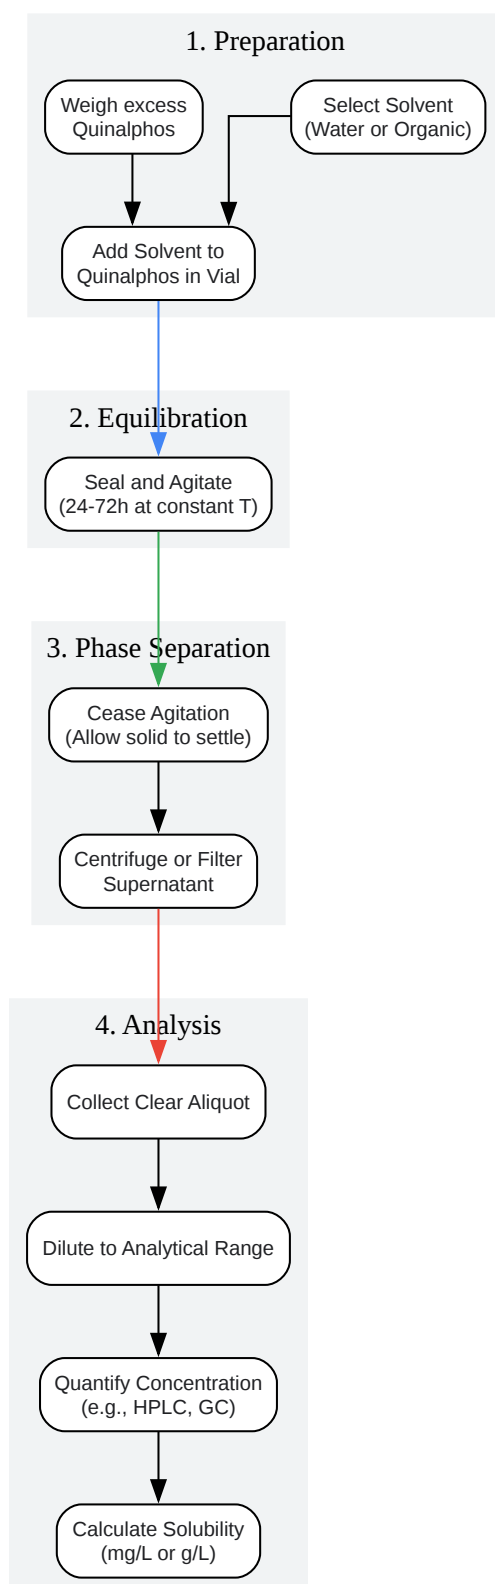 1. Preparation
Weigh excess
Quinalphos
Select Solvent
(Water or Organic)
Add Solvent to
Quinalphos in Vial
2. Equilibration
Seal and Agitate
(24-72h at constant T)
3. Phase Separation
Cease Agitation
(Allow solid to settle)
Centrifuge or Filter
Supernatant
4. Analysis
Collect Clear Aliquot
Dilute to Analytical Range
Quantify Concentration
(e.g., HPLC, GC)
Calculate Solubility
(mg/L or g/L)